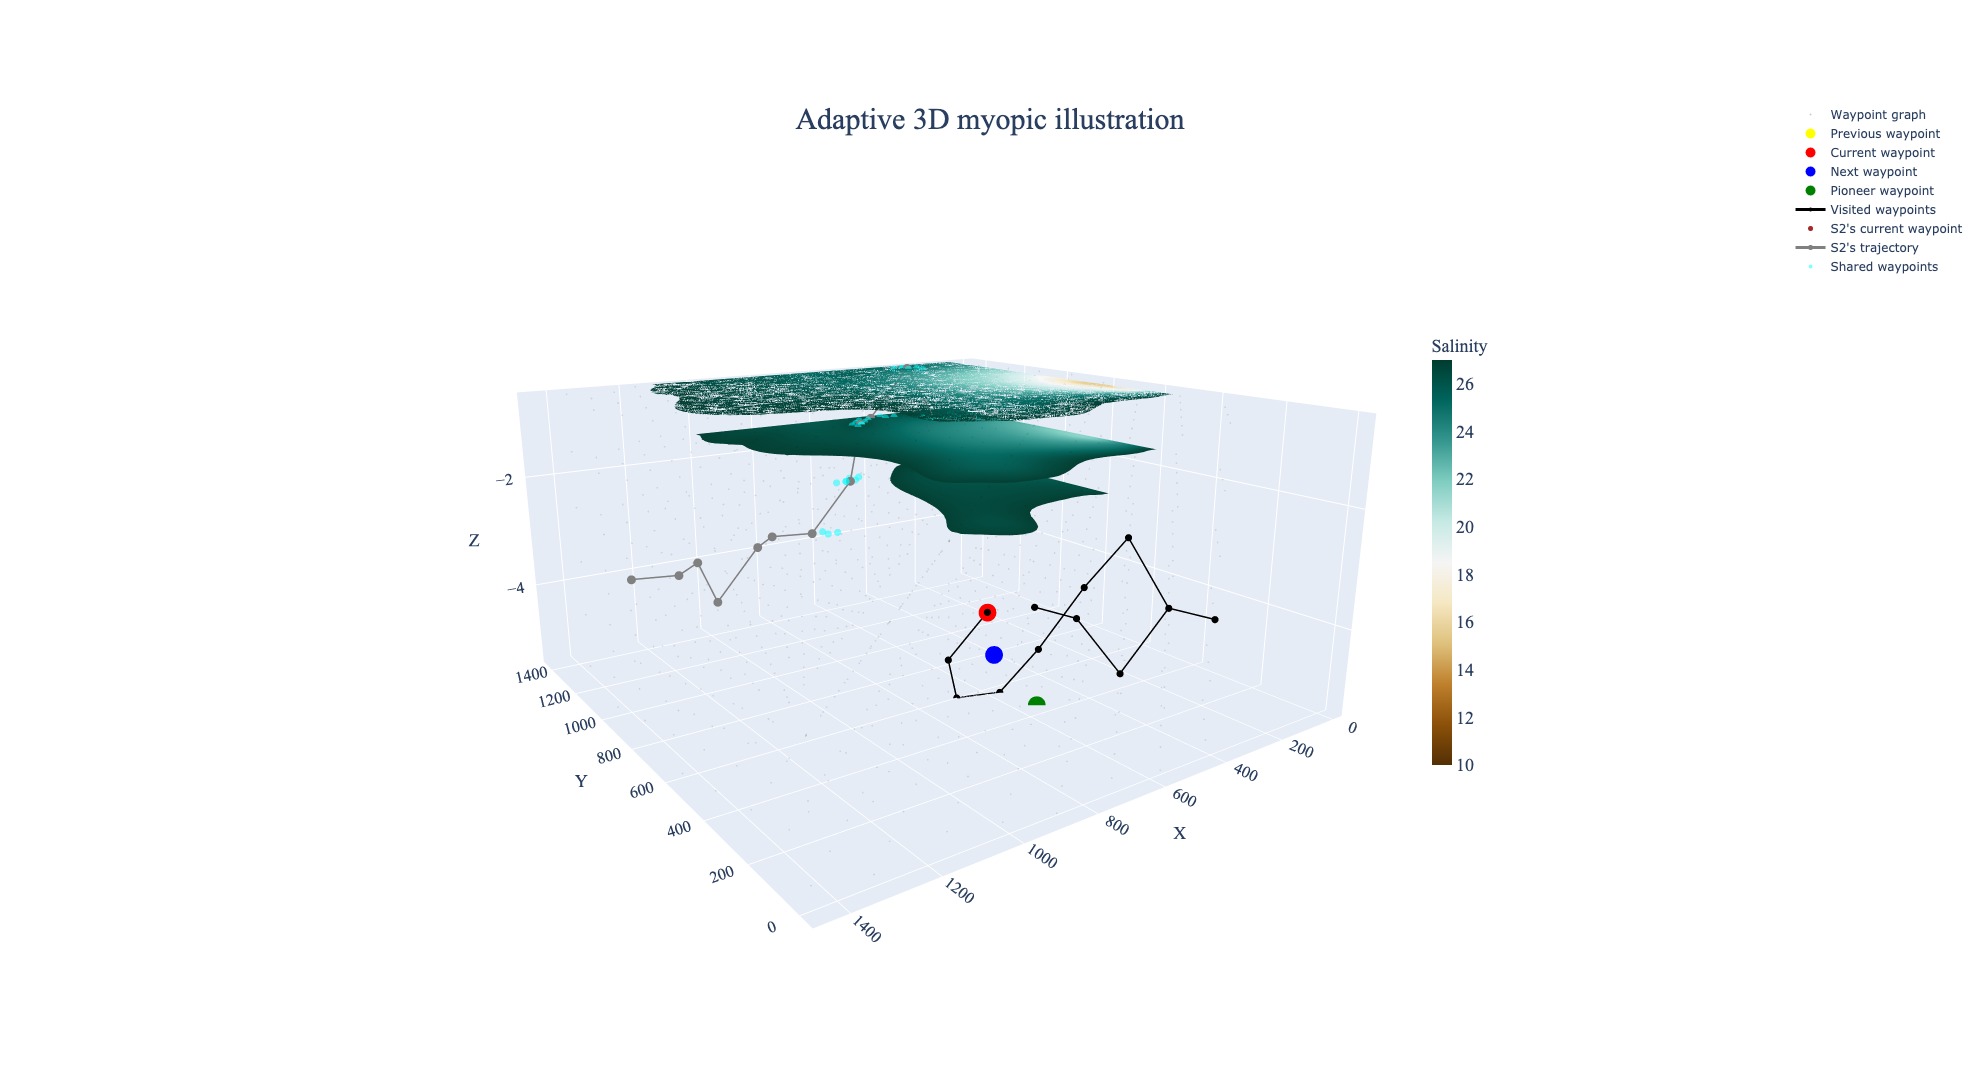 Adaptive 3D myopic illustration
Waypoint graph
Previous waypoint
Current waypoint
Next waypoint
Pioneer waypoint
Visited waypoints
S2's current waypoint
S2's trajectory
Shared waypoints
Salinity
26
24
22
20
18
16
14
12
10
−2
Z
−4
1400
1200
1000
800
Y
600
400
200
0
0
200
400
600
800
X
1000
1200
1400